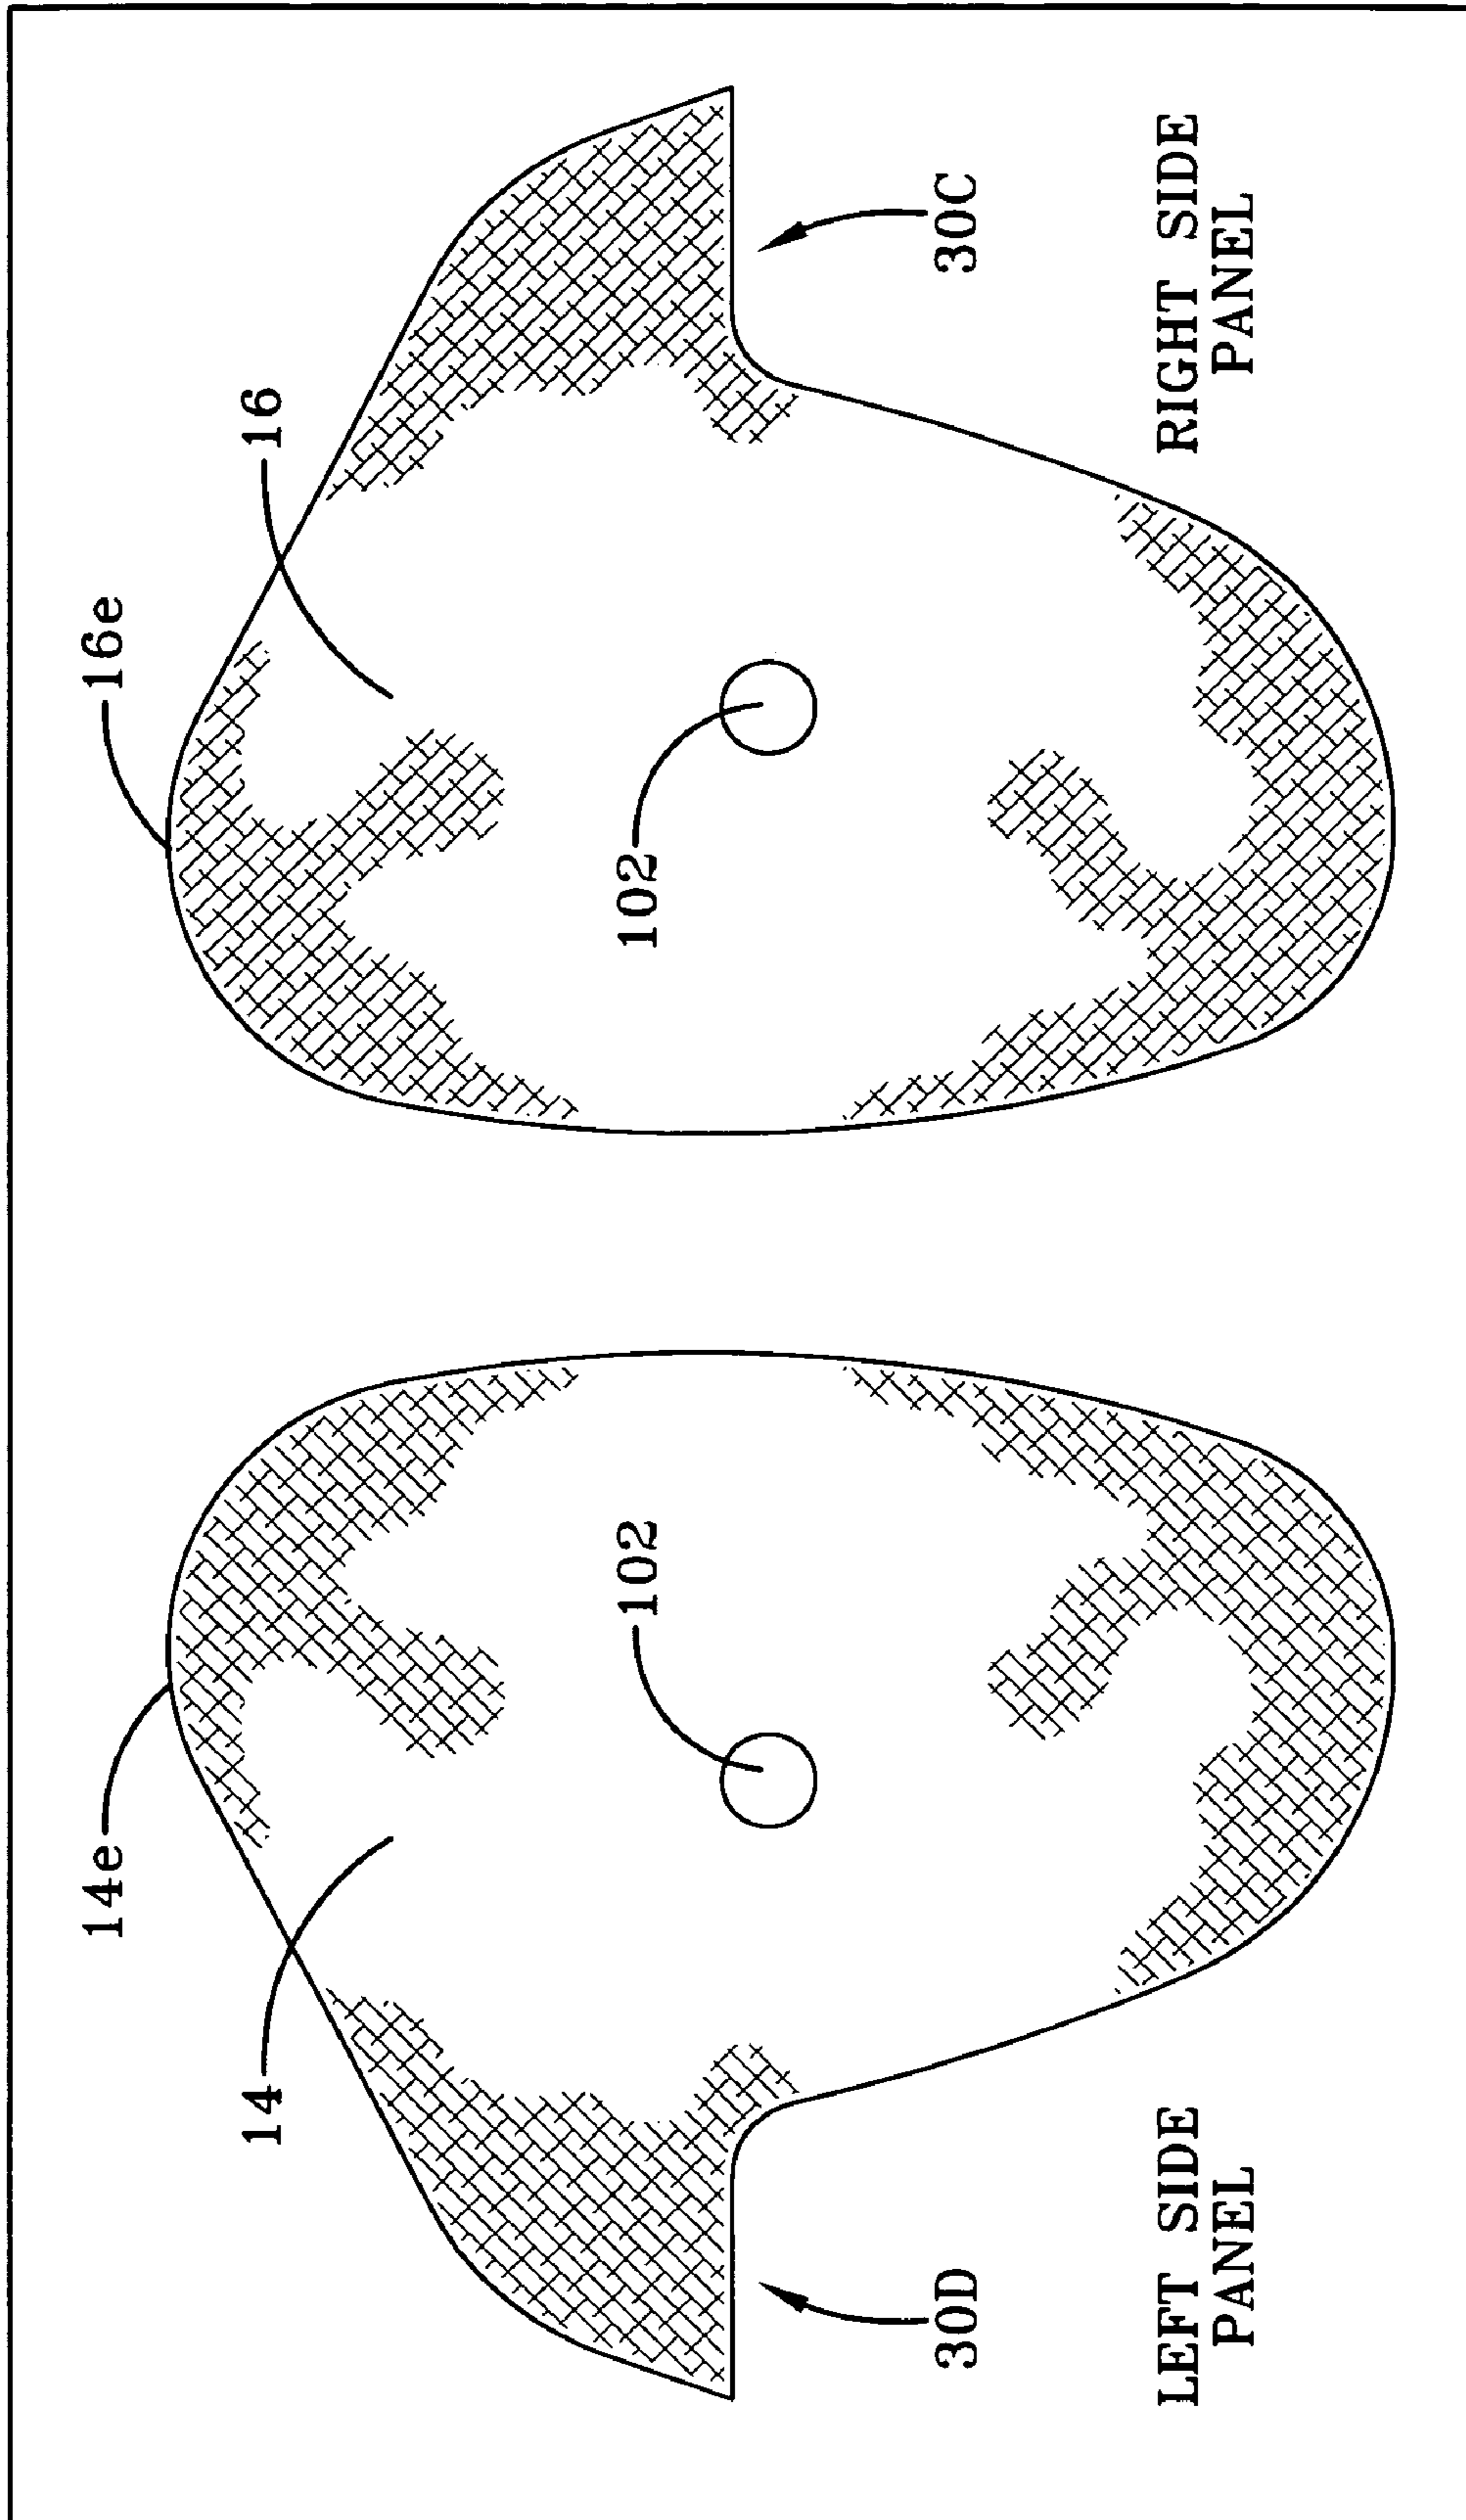 14e
16e
14
16
102
102
30D
30C
LEFT SIDE
PANEL
RIGHT SIDE
PANEL